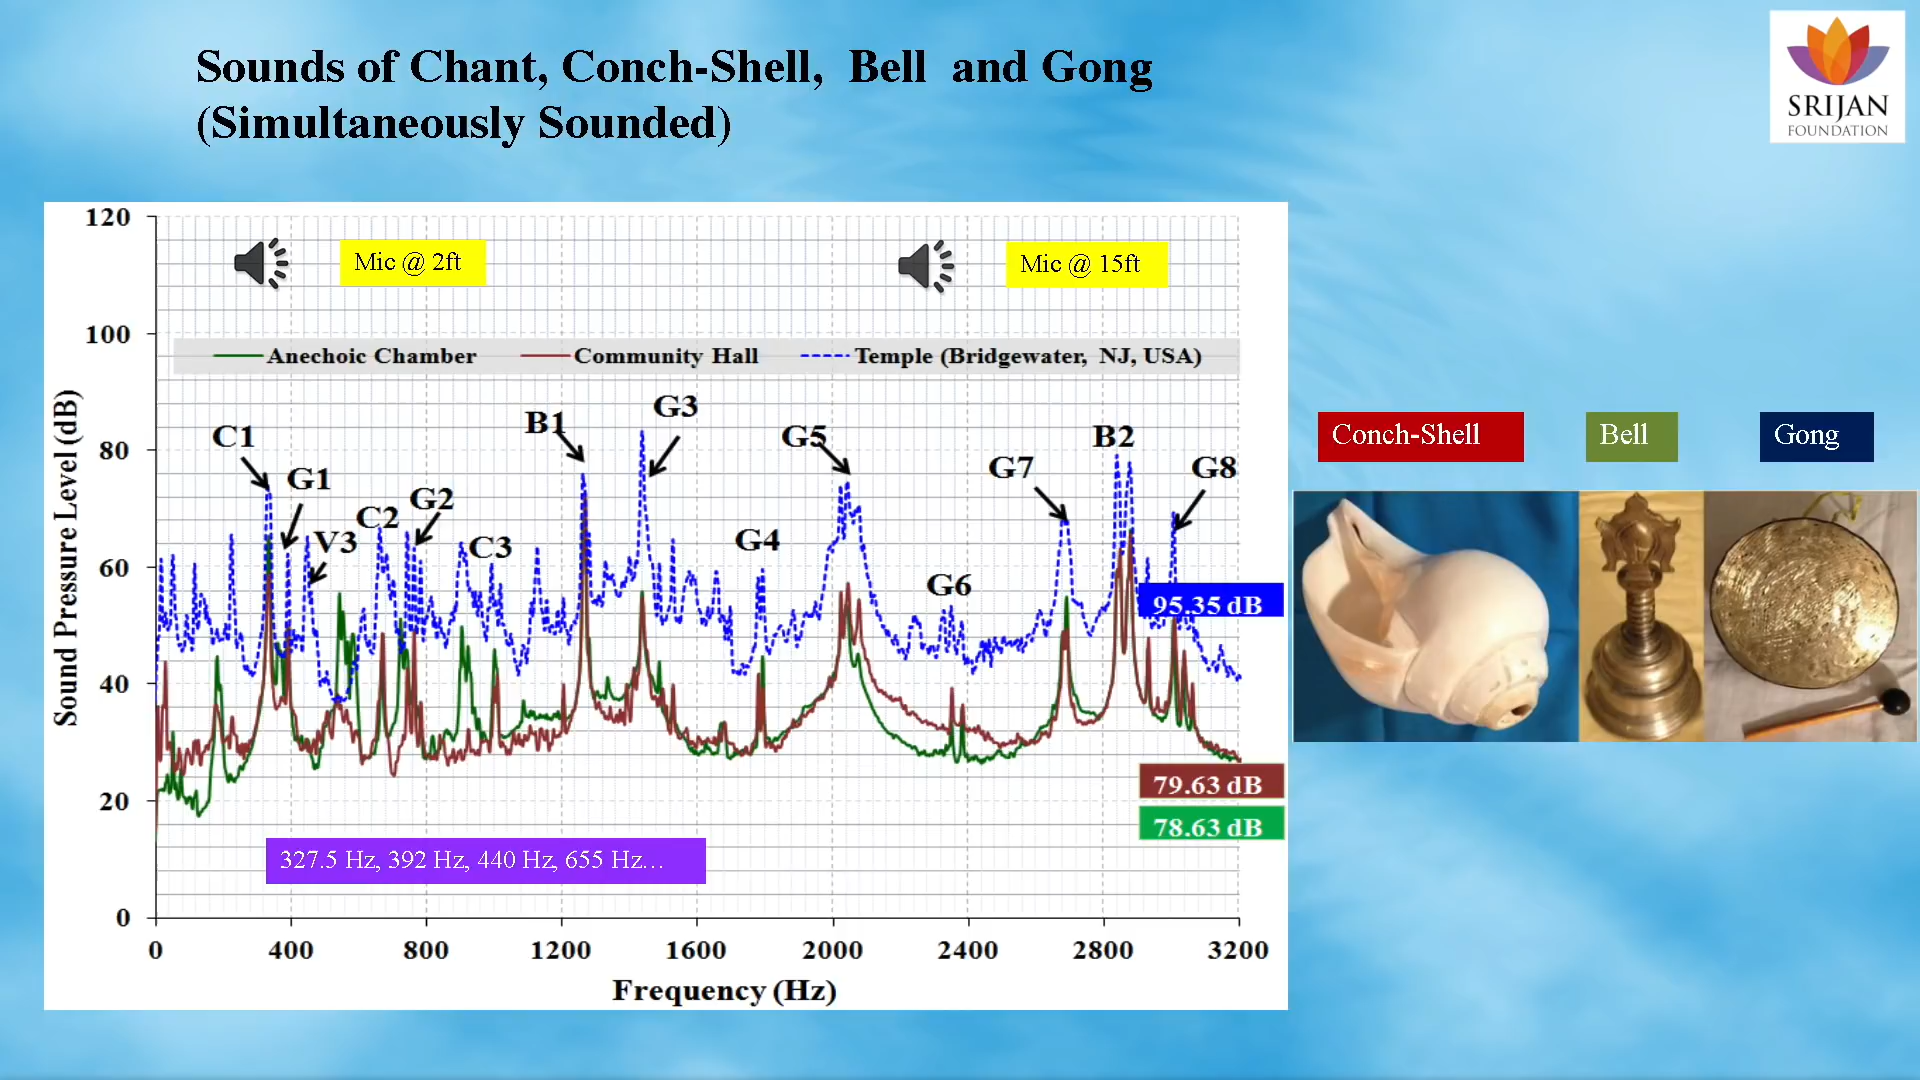 Sounds of Chant, Conch-Shell, Bell and Gong
(Simultaneously Sounded)
SRIJAN
FOUNDATION
120
100
80
60
40
20
0
Sound Pressure Level (dB)
Mic @ 2ft
Mic @ 15ft
Anechoic Chamber
Community Hall
Temple (Bridgewater, NJ, USA)
C1
G1
V3
C2
G2
C3
B1
G3
G4
G5
G6
G7
B2
G8
95.35 dB
79.63 dB
78.63 dB
327.5 Hz, 392 Hz, 440 Hz, 655 Hz…
0 400 800 1200 1600 2000 2400 2800 3200
Frequency (Hz)
Conch-Shell
Bell
Gong